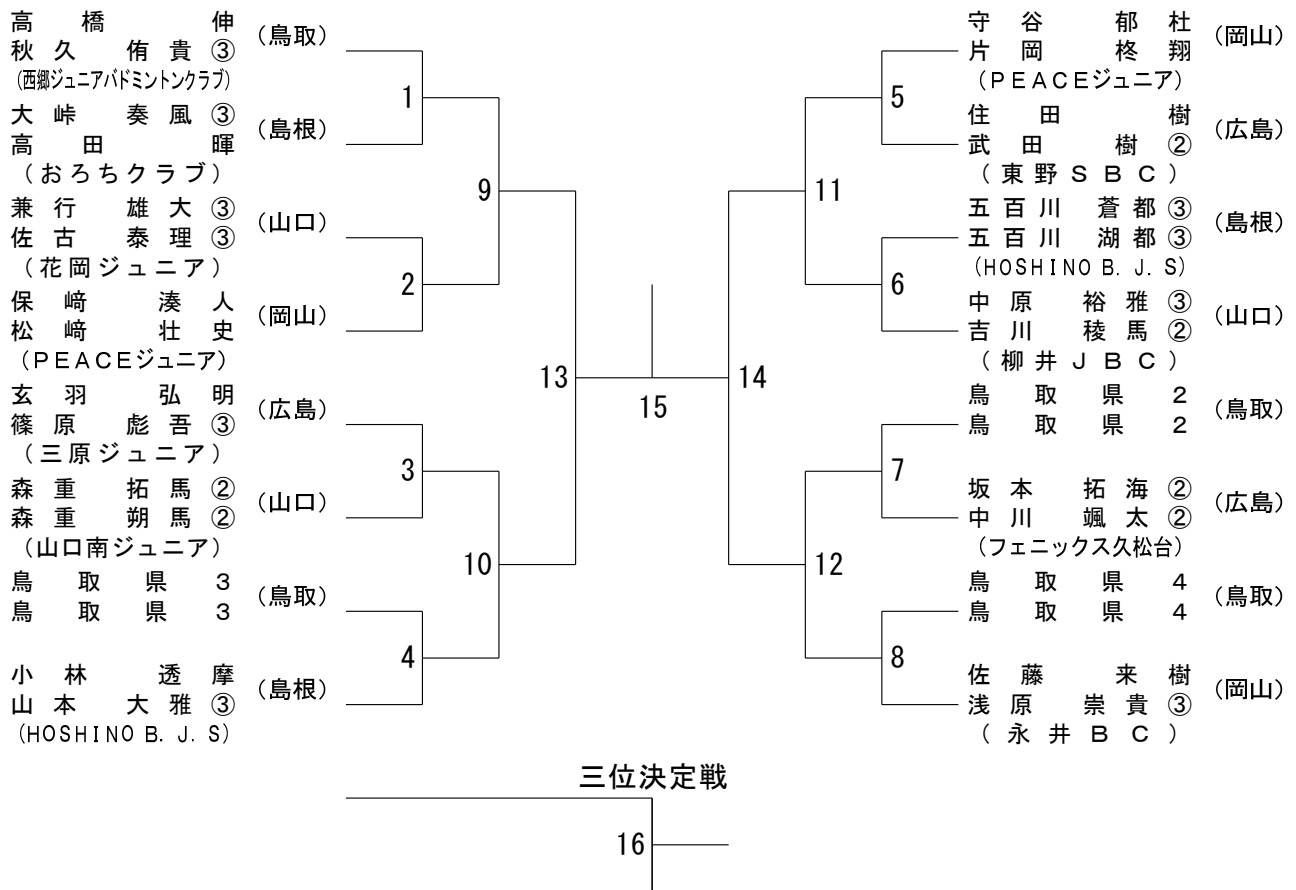 高橋 伸
秋久 侑貴 ③
(鳥取)
(西郷ジュニアバドミントンクラブ)
大峠 奏風 ③
高田 暉
(島根)
(おろちクラブ)
兼行 雄大 ③
佐古 泰理 ③
(山口)
(花岡ジュニア)
保﨑 湊人
松﨑 壮史
(岡山)
(PEACEジュニア)
玄羽 弘明
篠原 彪吾 ③
(広島)
(三原ジュニア)
森重 拓馬 ②
森重 朔馬 ②
(山口)
(山口南ジュニア)
鳥取県3
鳥取県3
(鳥取)
小林 透摩
山本 大雅 ③
(島根)
(HOSHINO B.J.S)
1
2
3
4
9
10
13
15
14
11
12
5
6
7
8
守谷 郁杜
片岡 柊翔
(岡山)
(PEACEジュニア)
住田 樹
武田 樹 ②
(広島)
(東野SBC)
五百川 蒼都 ③
五百川 湖都 ③
(島根)
(HOSHINO B.J.S)
中原 裕雅 ③
吉川 稜馬 ②
(山口)
(柳井JBC)
鳥取県2
鳥取県2
(鳥取)
坂本 拓海 ②
中川 颯太 ②
(広島)
(フェニックス久松台)
鳥取県4
鳥取県4
(鳥取)
佐藤 来樹
浅原 崇貴 ③
(岡山)
(永井BC)
三位決定戦
16